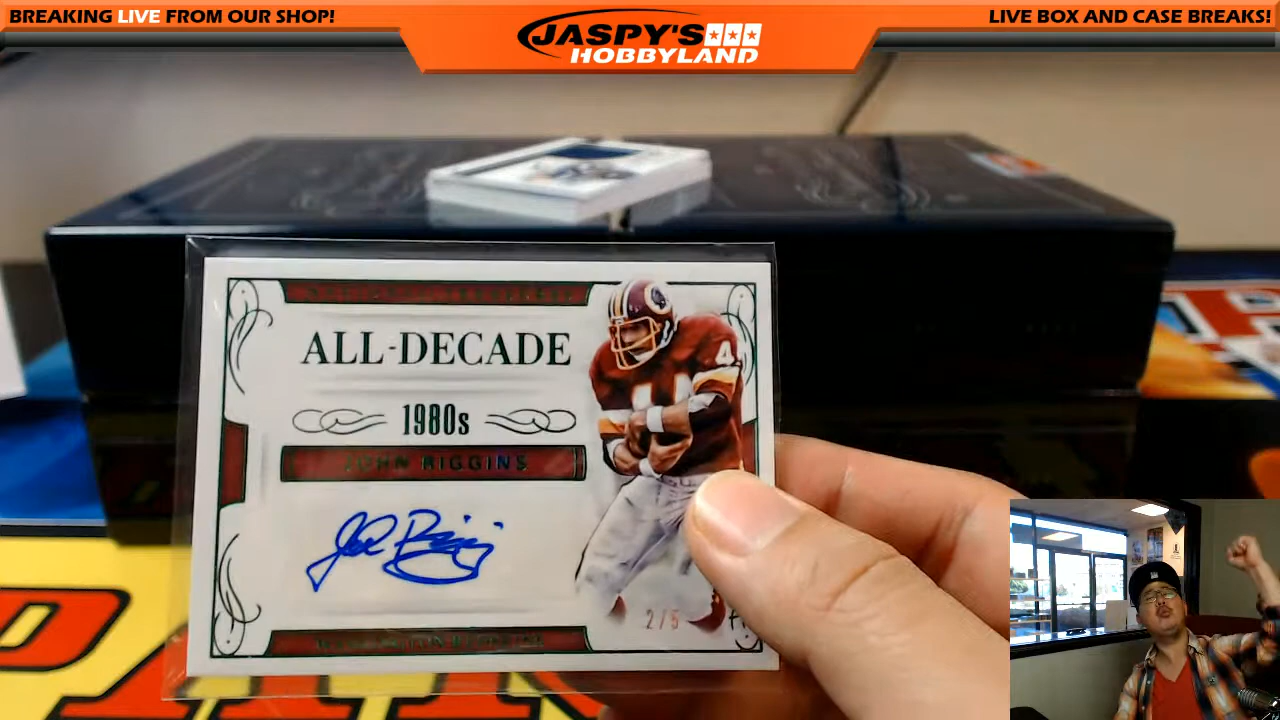 BREAKING LIVE FROM OUR SHOP!
JASPY'S
HOBBYLAND
LIVE BOX AND CASE BREAKS!
ALL-DECADE
1980s
JOHN RIGGINS
2/5